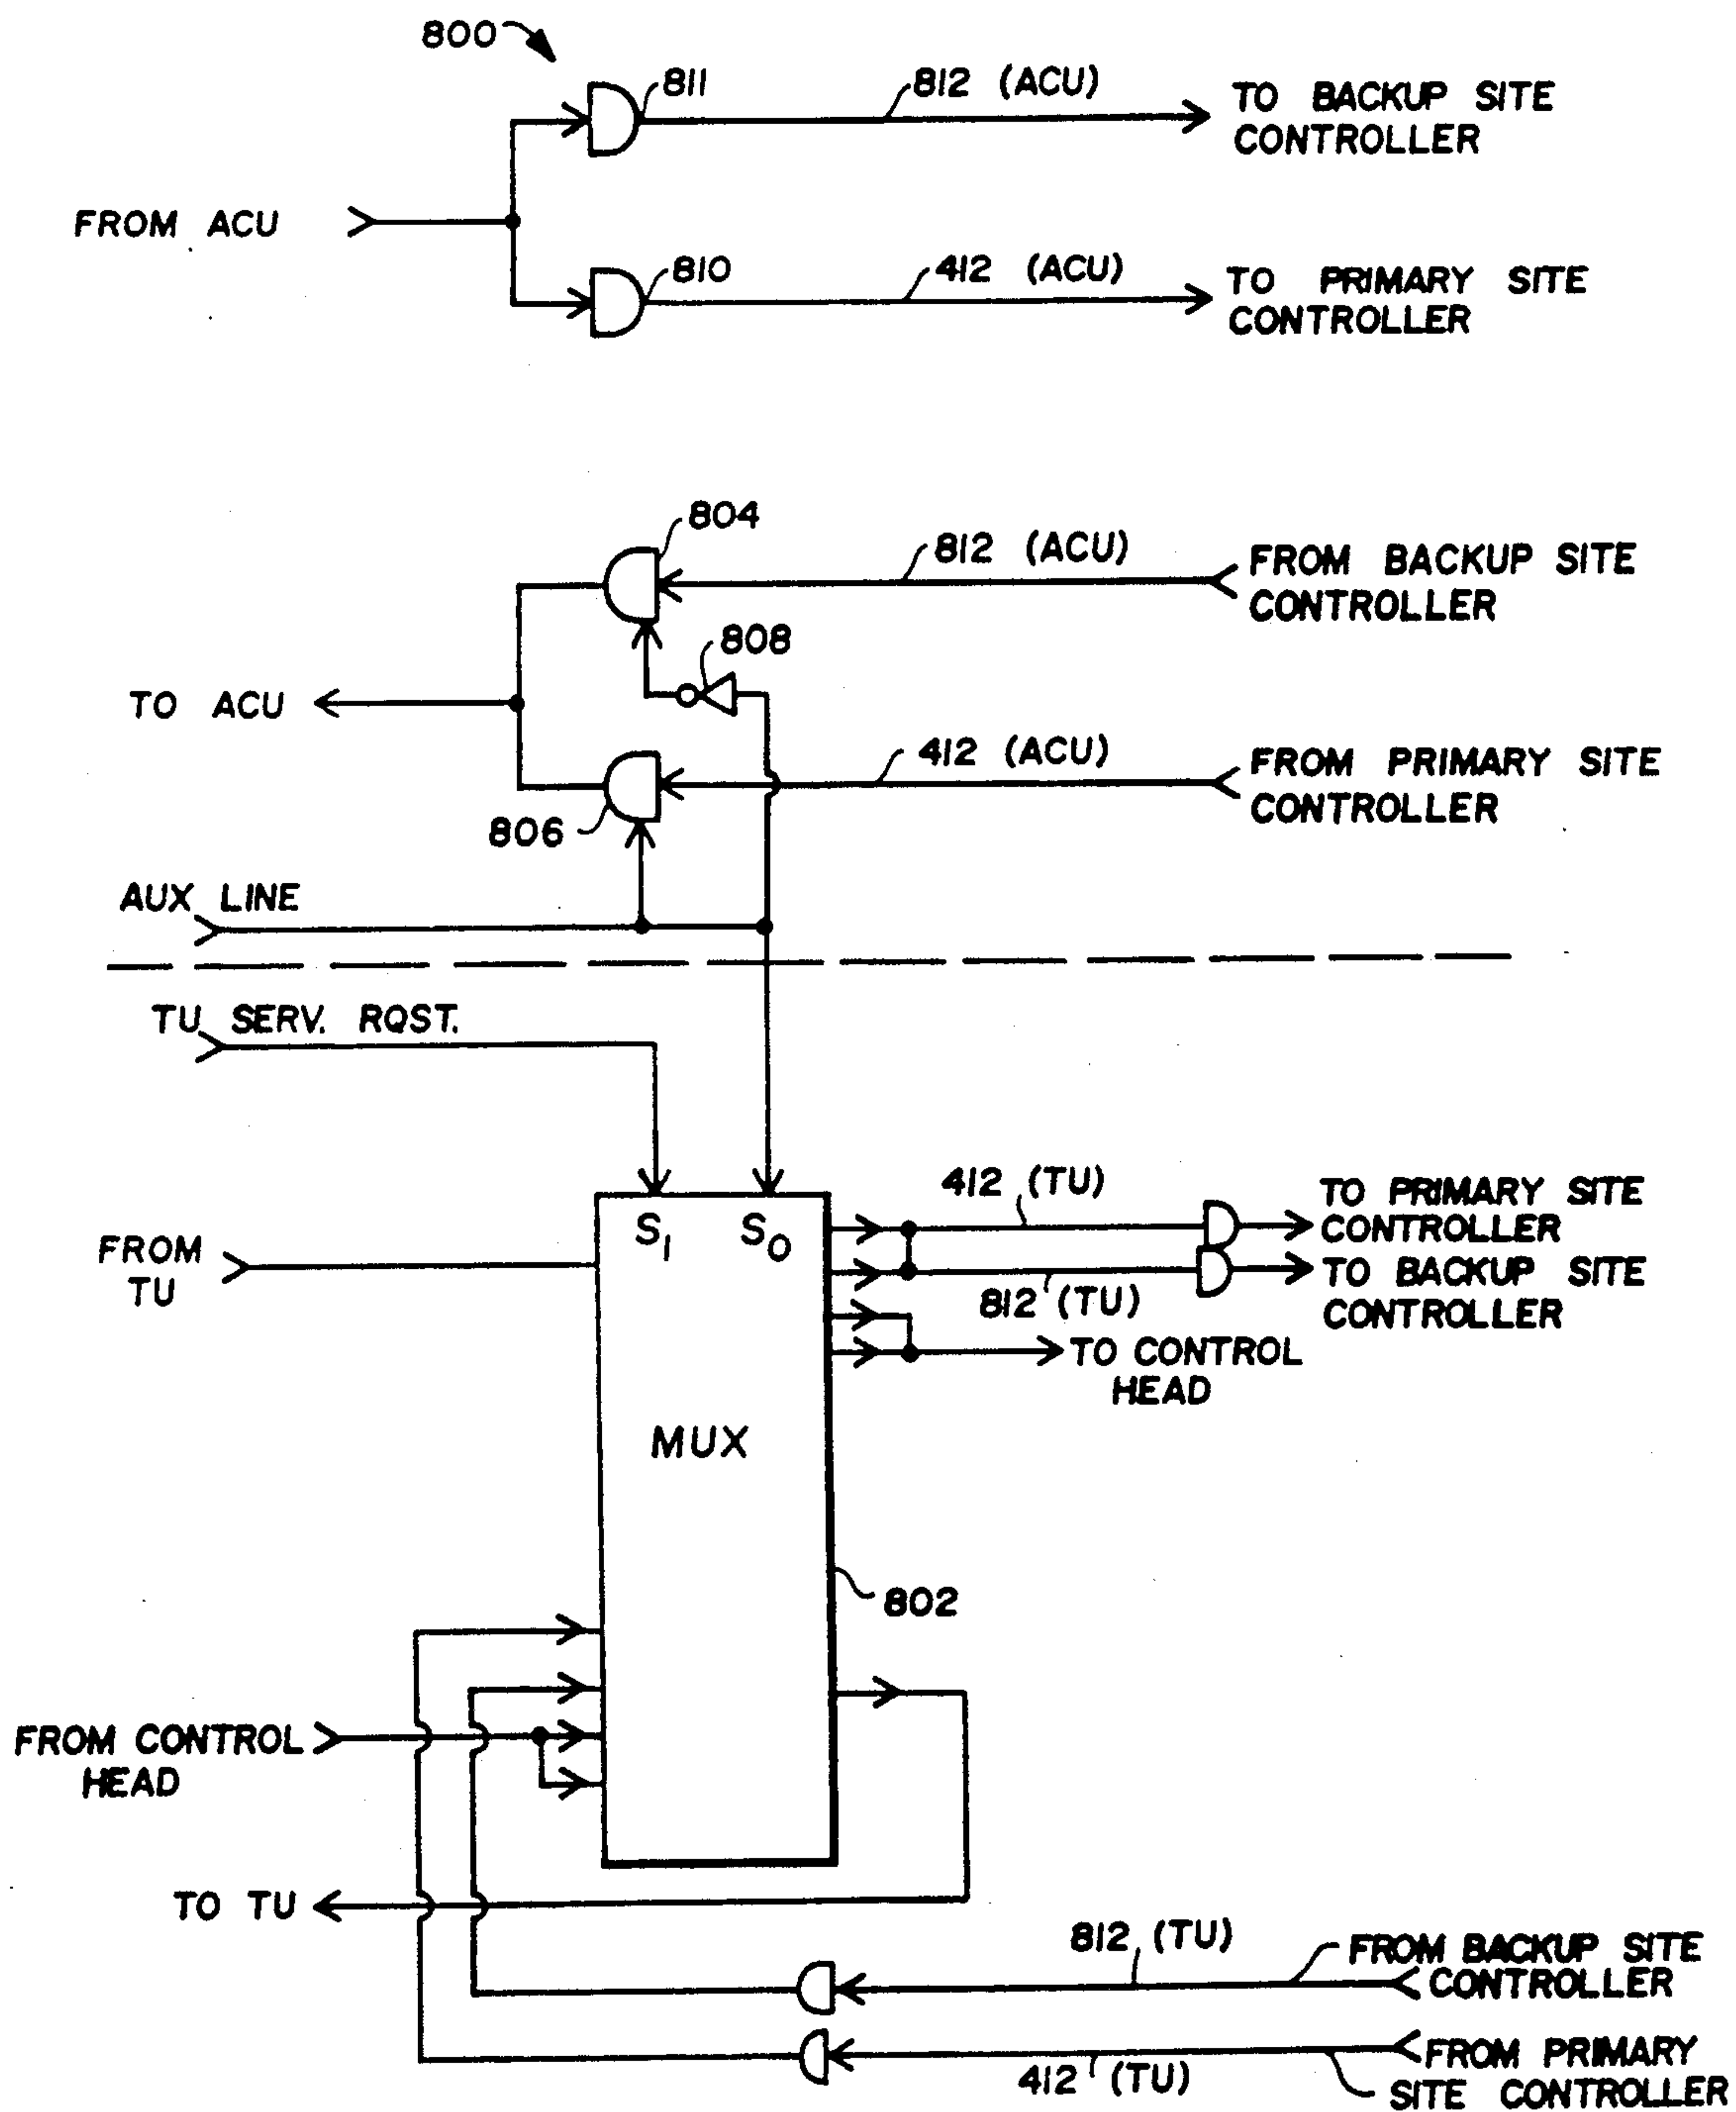 800
811
812 (ACU)
TO BACKUP SITE
CONTROLLER
FROM ACU
810
412 (ACU)
TO PRIMARY SITE
CONTROLLER
804
812 (ACU)
FROM BACKUP SITE
CONTROLLER
808
TO ACU
412 (ACU)
FROM PRIMARY SITE
CONTROLLER
806
AUX LINE
TU SERV. RQST.
S1 S0
412 (TU)
TO PRIMARY SITE
CONTROLLER
FROM
TU
812 (TU)
TO BACKUP SITE
CONTROLLER
TO CONTROL
HEAD
MUX
802
FROM CONTROL
HEAD
TO TU
812 (TU)
FROM BACKUP SITE
CONTROLLER
412 (TU)
FROM PRIMARY
SITE CONTROLLER